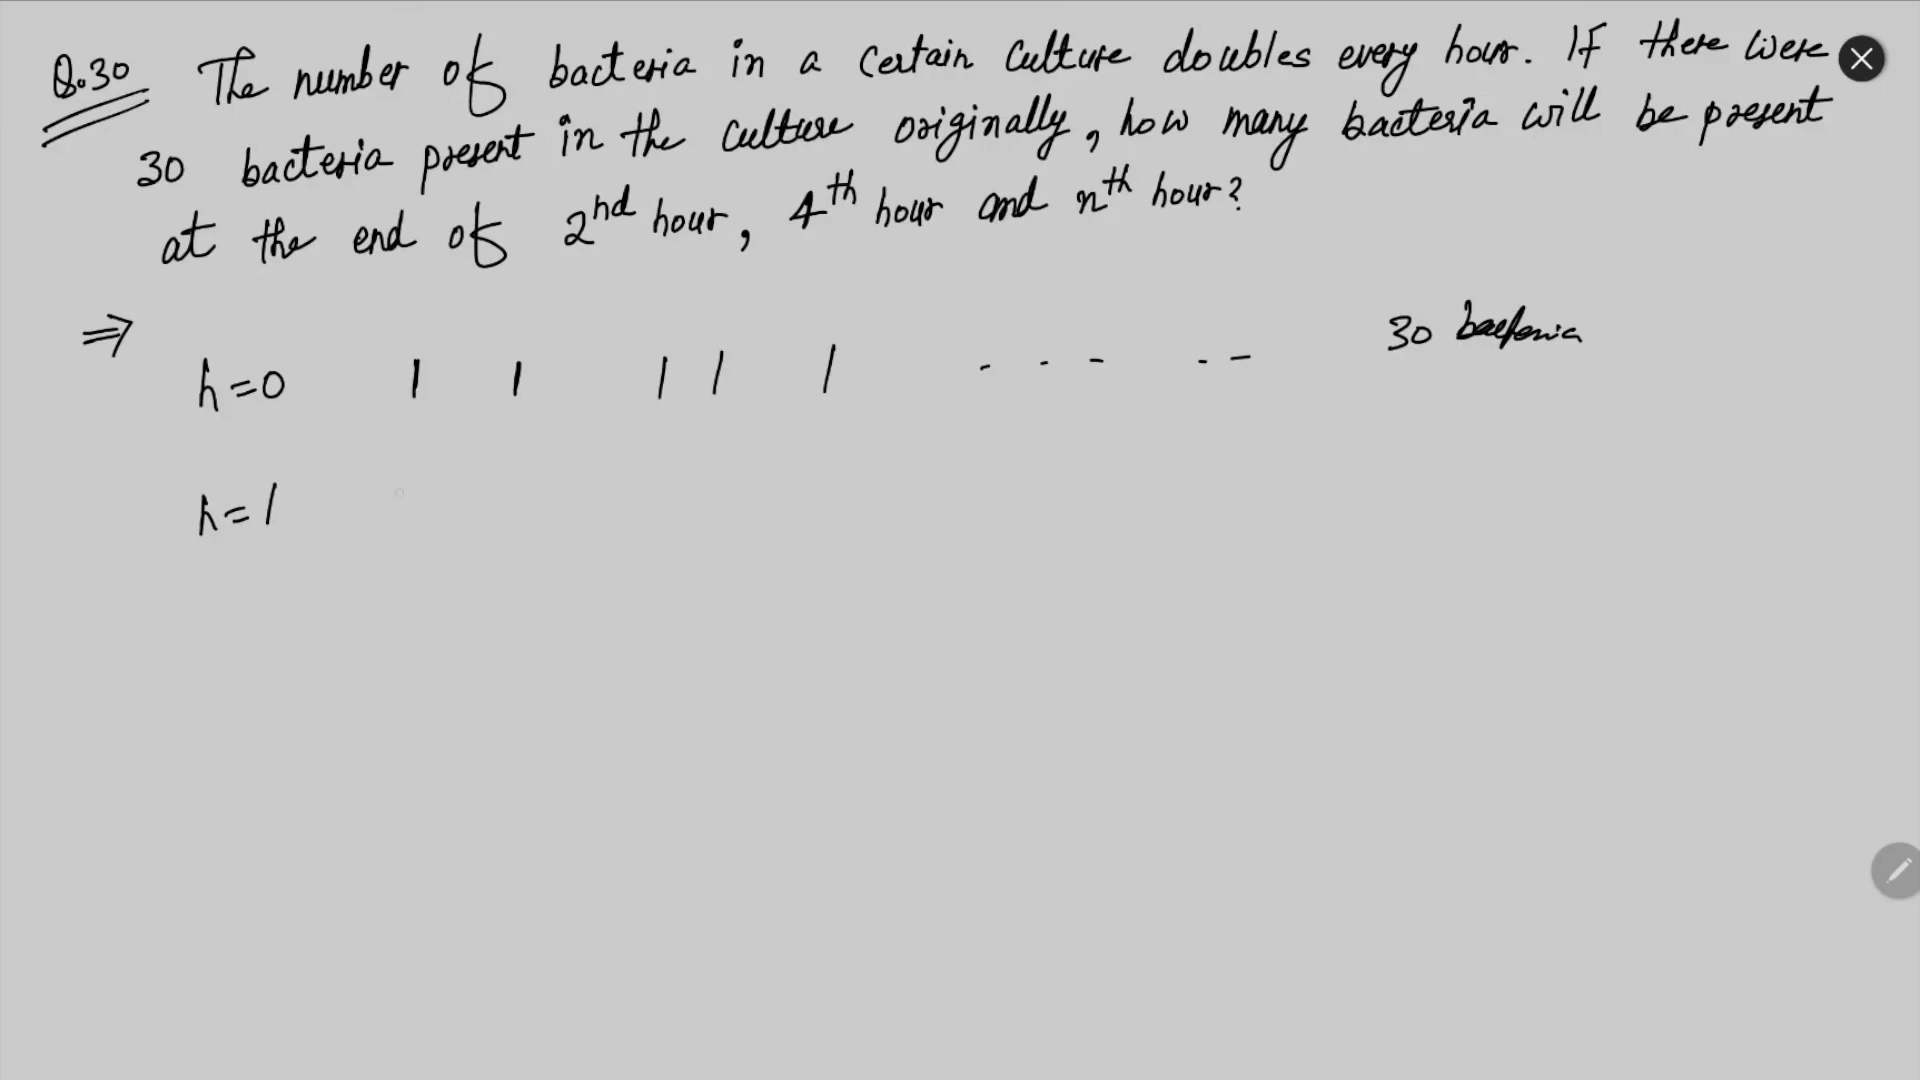 Q.30 The number of bacteria in a certain culture doubles every hour. If there were
30 bacteria present in the culture originally, how many bacteria will be present
at the end of 2nd hour, 4th hour and nth hour?
⇒ 30 bacteria
h=0 | | | | | . . - - -
h=1